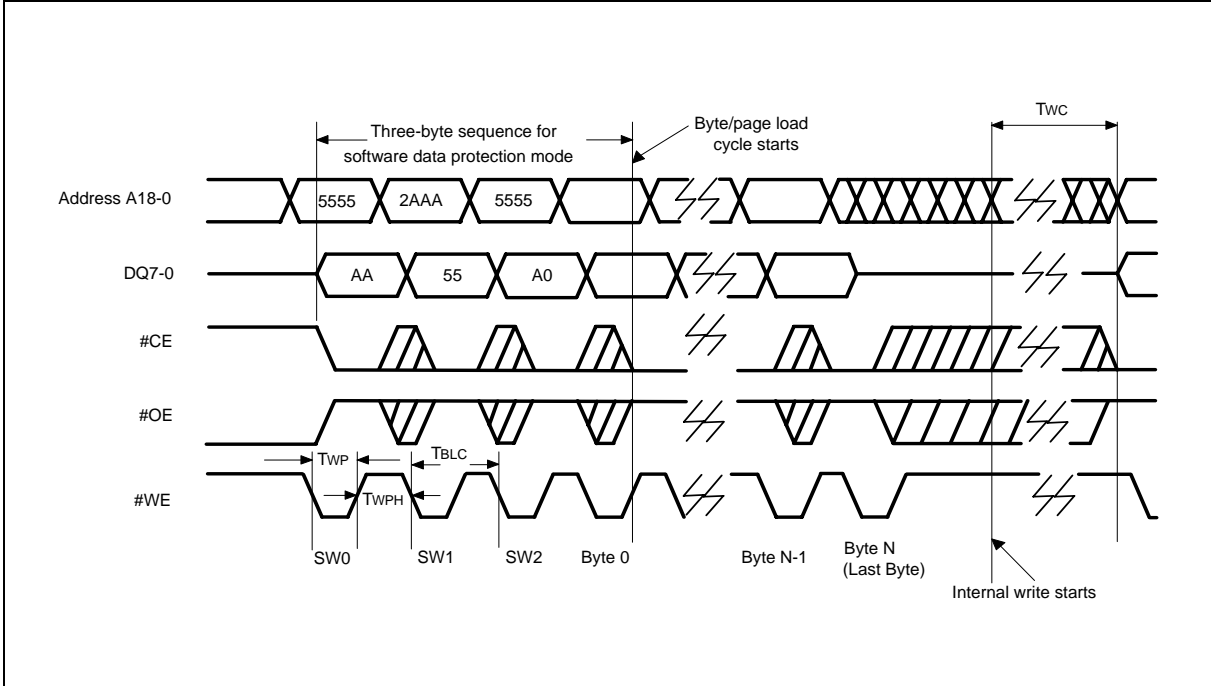 TWC
Three-byte sequence for
software data protection mode
Byte/page load
cycle starts
Address A18-0
5555
2AAA
5555
DQ7-0
AA
55
A0
#CE
#OE
TWP
TBLC
#WE
TWPH
SW0
SW1
SW2
Byte 0
Byte N-1
Byte N
(Last Byte)
Internal write starts